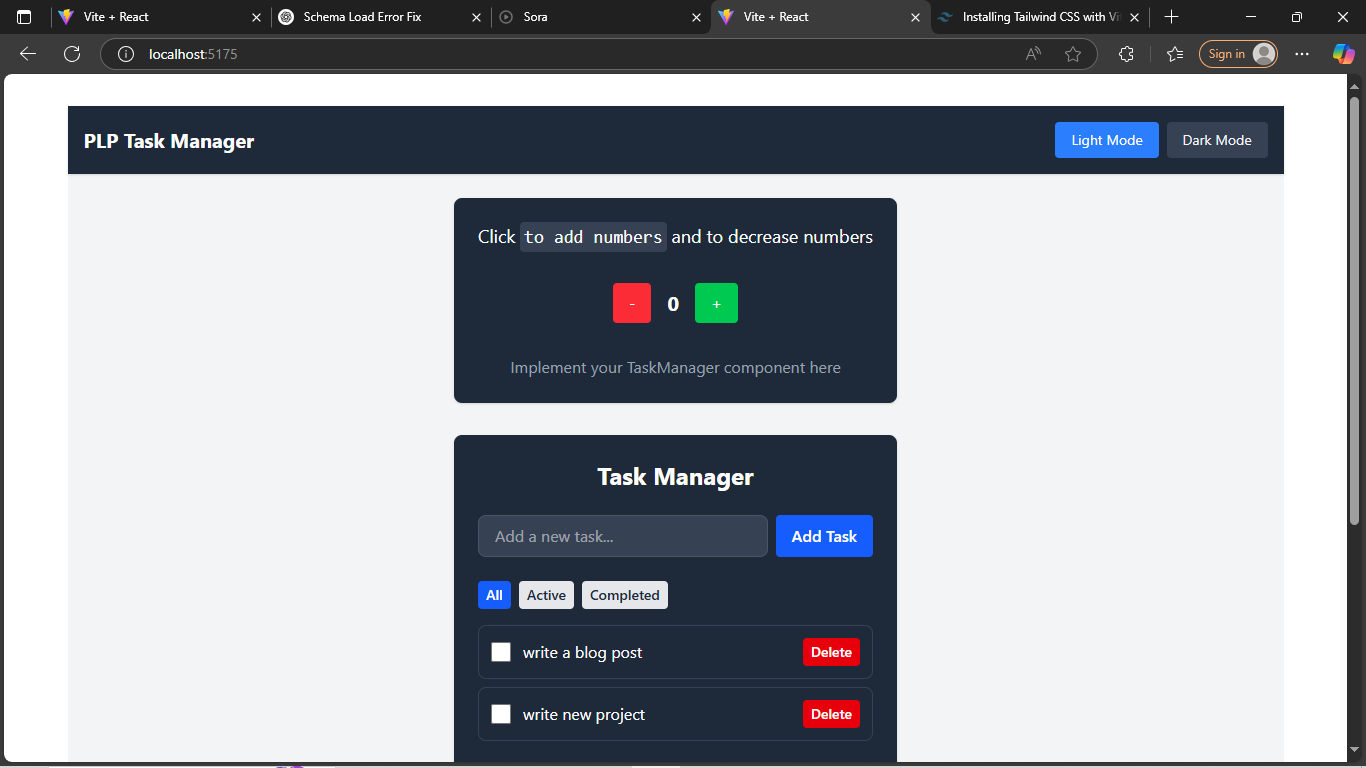 Vite + React
Schema Load Error Fix
Sora
Vite + React
Installing Tailwind CSS with Vi
localhost:5175
Sign in
PLP Task Manager
Light Mode
Dark Mode
Click to add numbers and to decrease numbers
- 0 +
Implement your TaskManager component here
Task Manager
Add a new task...
Add Task
All
Active
Completed
write a blog post
Delete
write new project
Delete